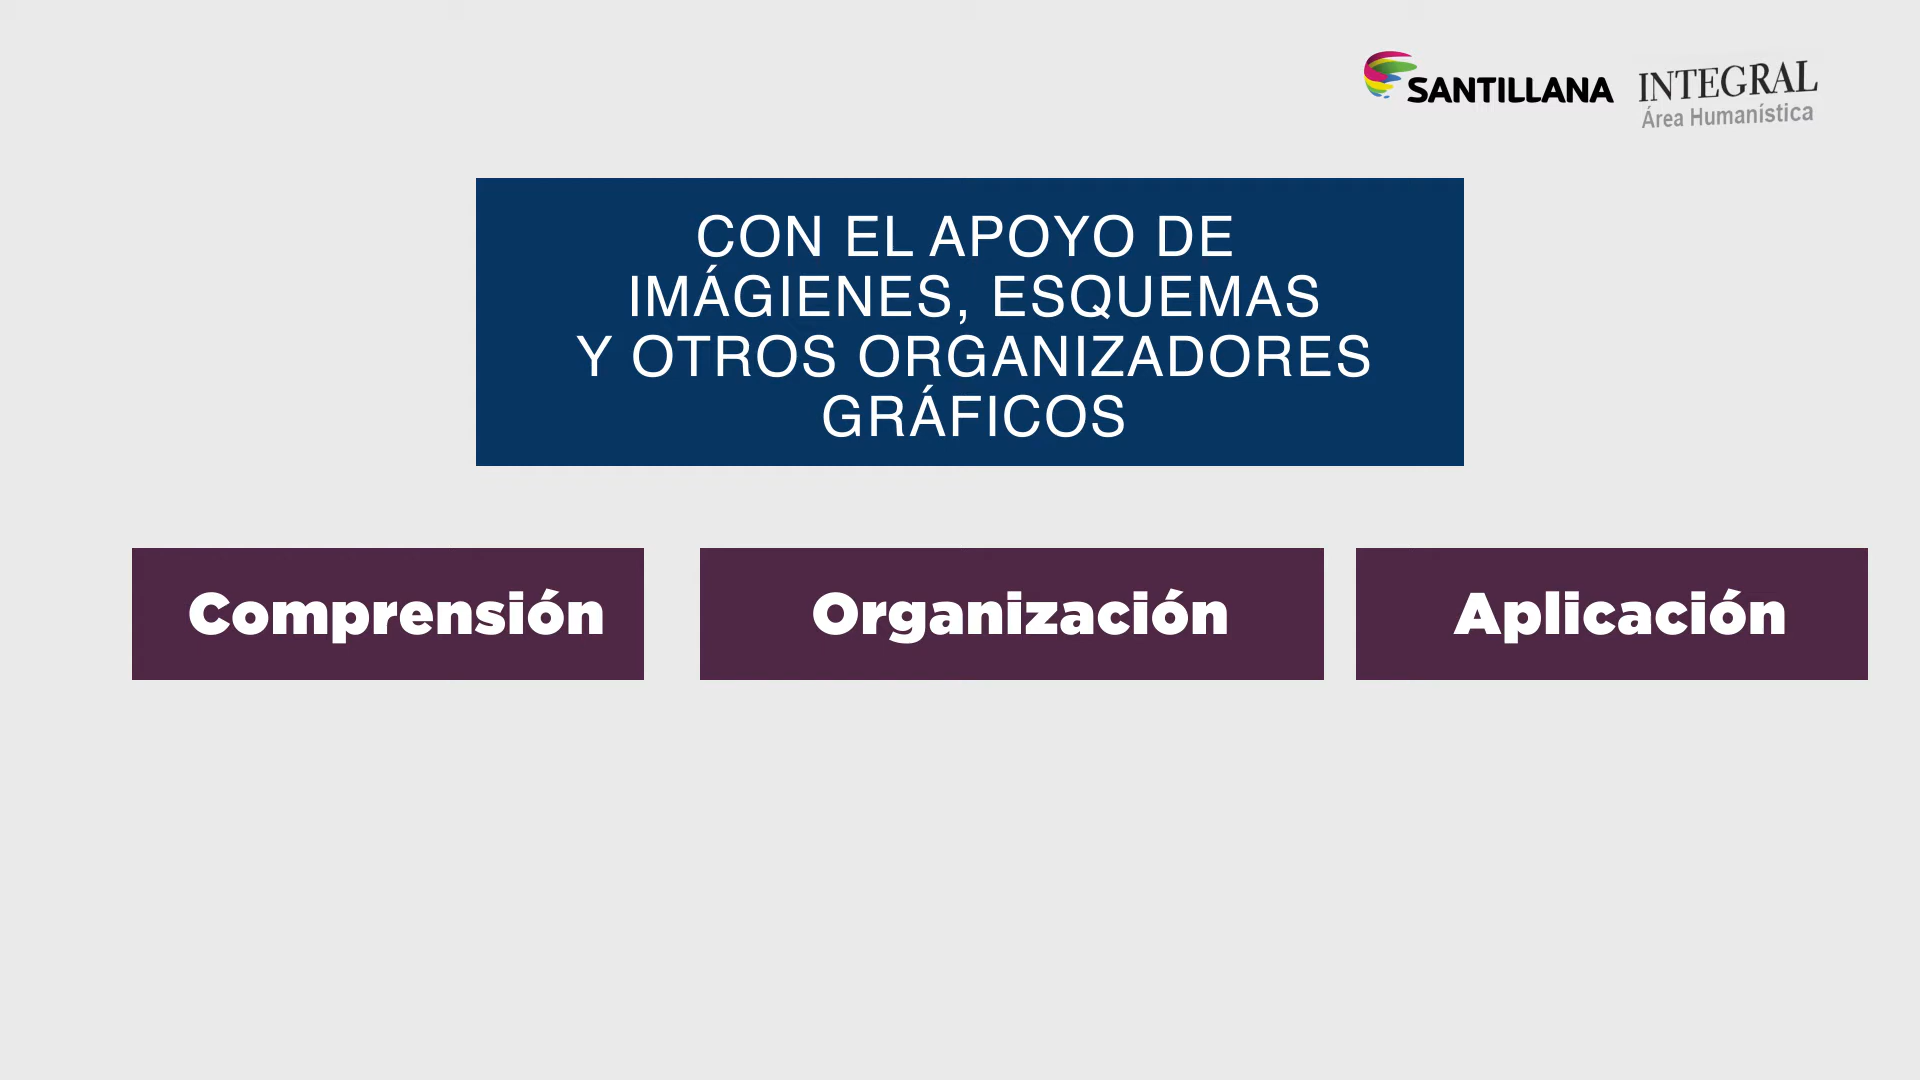 SANTILLANA INTEGRAL
Área Humanística
CON EL APOYO DE
IMÁGIENES, ESQUEMAS
Y OTROS ORGANIZADORES
GRÁFICOS
Comprensión
Organización
Aplicación